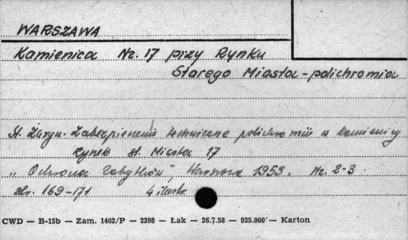 WARSZAWA
Kamienica Nr. 17 przy Rynku
Starego Miasta - polichromia
St. Żaryn - Zabezpieczenie techniczne polichromii w kamienicy
Rynek st. Miasta 17
„Ochrona Zabytków", Warszawa 1953. Nr. 2-3
str. 169-171 4 ilustr.
CWD — B-15b — Zam. 1402/P — 2398 — Łak — 26.7.58 — 935.000 — Karton